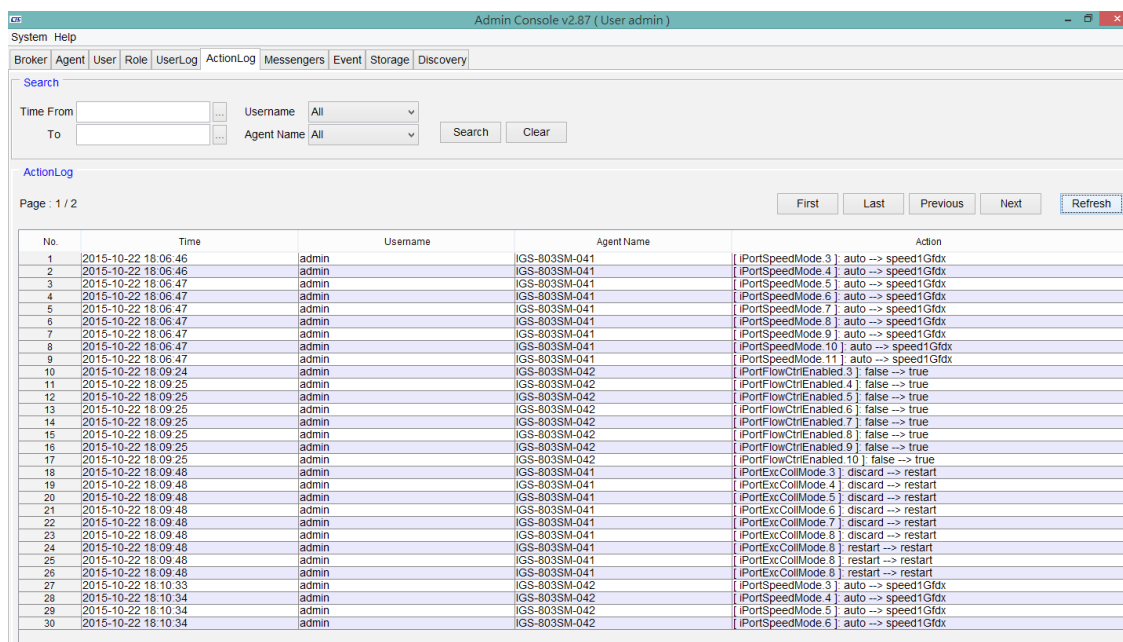 Admin Console v2.87 ( User admin )
System Help
Broker Agent User Role UserLog ActionLog Messengers Event Storage Discovery
Search
Time From ... Username All
To ... Agent Name All Search Clear
ActionLog
Page : 1 / 2 First Last Previous Next Refresh
No. Time Username Agent Name Action
1 2015-10-22 18:06:46 admin IGS-803SM-041 [ iPortSpeedMode.3 ]: auto --> speed1Gfdx
2 2015-10-22 18:06:46 admin IGS-803SM-041 [ iPortSpeedMode.4 ]: auto --> speed1Gfdx
3 2015-10-22 18:06:47 admin IGS-803SM-041 [ iPortSpeedMode.5 ]: auto --> speed1Gfdx
4 2015-10-22 18:06:47 admin IGS-803SM-041 [ iPortSpeedMode.6 ]: auto --> speed1Gfdx
5 2015-10-22 18:06:47 admin IGS-803SM-041 [ iPortSpeedMode.7 ]: auto --> speed1Gfdx
6 2015-10-22 18:06:47 admin IGS-803SM-041 [ iPortSpeedMode.8 ]: auto --> speed1Gfdx
7 2015-10-22 18:06:47 admin IGS-803SM-041 [ iPortSpeedMode.9 ]: auto --> speed1Gfdx
8 2015-10-22 18:06:47 admin IGS-803SM-041 [ iPortSpeedMode.10 ]: auto --> speed1Gfdx
9 2015-10-22 18:06:47 admin IGS-803SM-041 [ iPortSpeedMode.11 ]: auto --> speed1Gfdx
10 2015-10-22 18:09:24 admin IGS-803SM-042 [ iPortFlowCtrlEnabled.3 ]: false --> true
11 2015-10-22 18:09:25 admin IGS-803SM-042 [ iPortFlowCtrlEnabled.4 ]: false --> true
12 2015-10-22 18:09:25 admin IGS-803SM-042 [ iPortFlowCtrlEnabled.5 ]: false --> true
13 2015-10-22 18:09:25 admin IGS-803SM-042 [ iPortFlowCtrlEnabled.6 ]: false --> true
14 2015-10-22 18:09:25 admin IGS-803SM-042 [ iPortFlowCtrlEnabled.7 ]: false --> true
15 2015-10-22 18:09:25 admin IGS-803SM-042 [ iPortFlowCtrlEnabled.8 ]: false --> true
16 2015-10-22 18:09:25 admin IGS-803SM-042 [ iPortFlowCtrlEnabled.9 ]: false --> true
17 2015-10-22 18:09:25 admin IGS-803SM-042 [ iPortFlowCtrlEnabled.10 ]: false --> true
18 2015-10-22 18:09:48 admin IGS-803SM-041 [ iPortExcCollMode.3 ]: discard --> restart
19 2015-10-22 18:09:48 admin IGS-803SM-041 [ iPortExcCollMode.4 ]: discard --> restart
20 2015-10-22 18:09:48 admin IGS-803SM-041 [ iPortExcCollMode.5 ]: discard --> restart
21 2015-10-22 18:09:48 admin IGS-803SM-041 [ iPortExcCollMode.6 ]: discard --> restart
22 2015-10-22 18:09:48 admin IGS-803SM-041 [ iPortExcCollMode.7 ]: discard --> restart
23 2015-10-22 18:09:48 admin IGS-803SM-041 [ iPortExcCollMode.8 ]: discard --> restart
24 2015-10-22 18:09:48 admin IGS-803SM-041 [ iPortExcCollMode.8 ]: restart --> restart
25 2015-10-22 18:09:48 admin IGS-803SM-041 [ iPortExcCollMode.8 ]: restart --> restart
26 2015-10-22 18:09:48 admin IGS-803SM-041 [ iPortExcCollMode.8 ]: restart --> restart
27 2015-10-22 18:10:33 admin IGS-803SM-042 [ iPortSpeedMode.3 ]: auto --> speed1Gfdx
28 2015-10-22 18:10:34 admin IGS-803SM-042 [ iPortSpeedMode.4 ]: auto --> speed1Gfdx
29 2015-10-22 18:10:34 admin IGS-803SM-042 [ iPortSpeedMode.5 ]: auto --> speed1Gfdx
30 2015-10-22 18:10:34 admin IGS-803SM-042 [ iPortSpeedMode.6 ]: auto --> speed1Gfdx